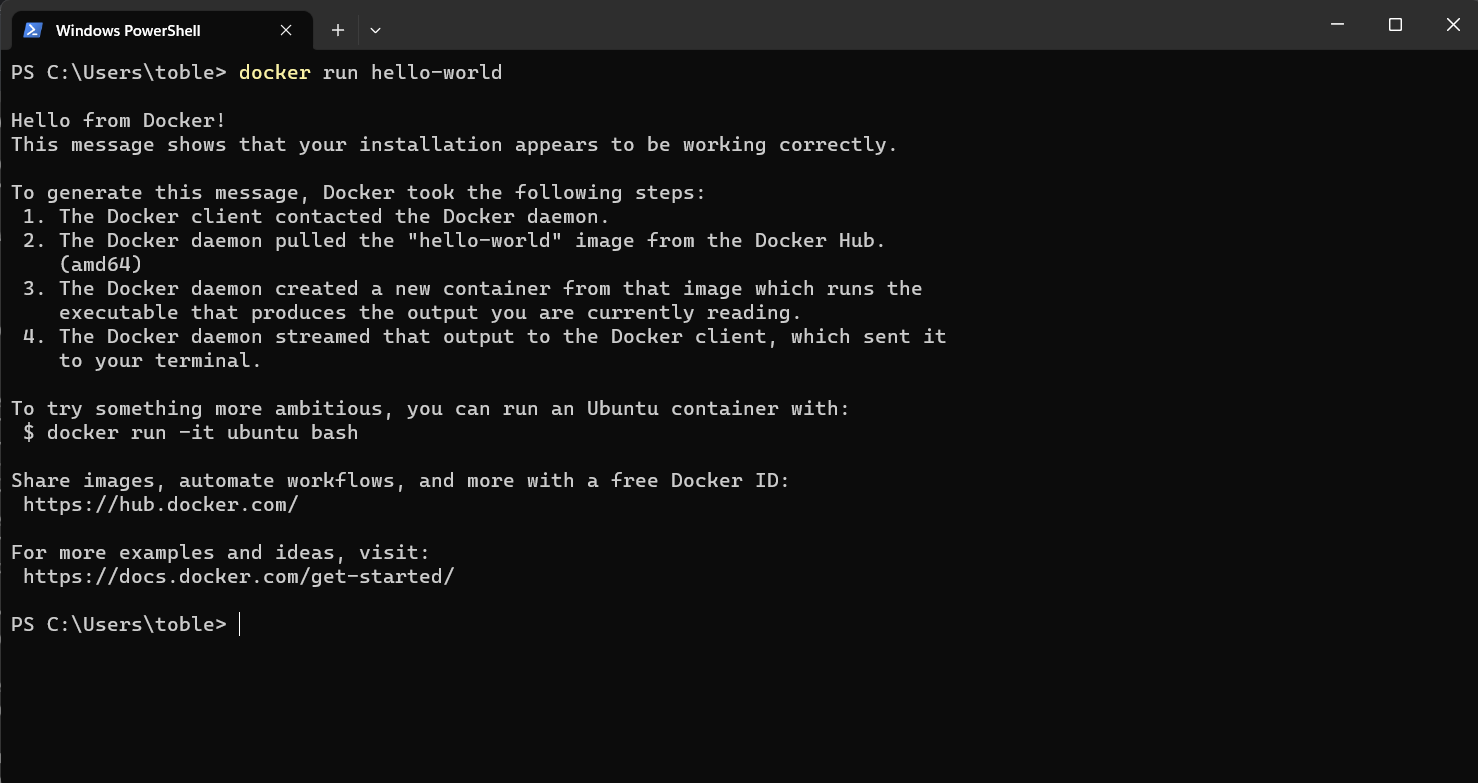 Windows PowerShell
PS C:\Users\toble> docker run hello-world
Hello from Docker!
This message shows that your installation appears to be working correctly.
To generate this message, Docker took the following steps:
1. The Docker client contacted the Docker daemon.
2. The Docker daemon pulled the "hello-world" image from the Docker Hub.
(amd64)
3. The Docker daemon created a new container from that image which runs the
executable that produces the output you are currently reading.
4. The Docker daemon streamed that output to the Docker client, which sent it
to your terminal.
To try something more ambitious, you can run an Ubuntu container with:
$ docker run -it ubuntu bash
Share images, automate workflows, and more with a free Docker ID:
https://hub.docker.com/
For more examples and ideas, visit:
https://docs.docker.com/get-started/
PS C:\Users\toble>